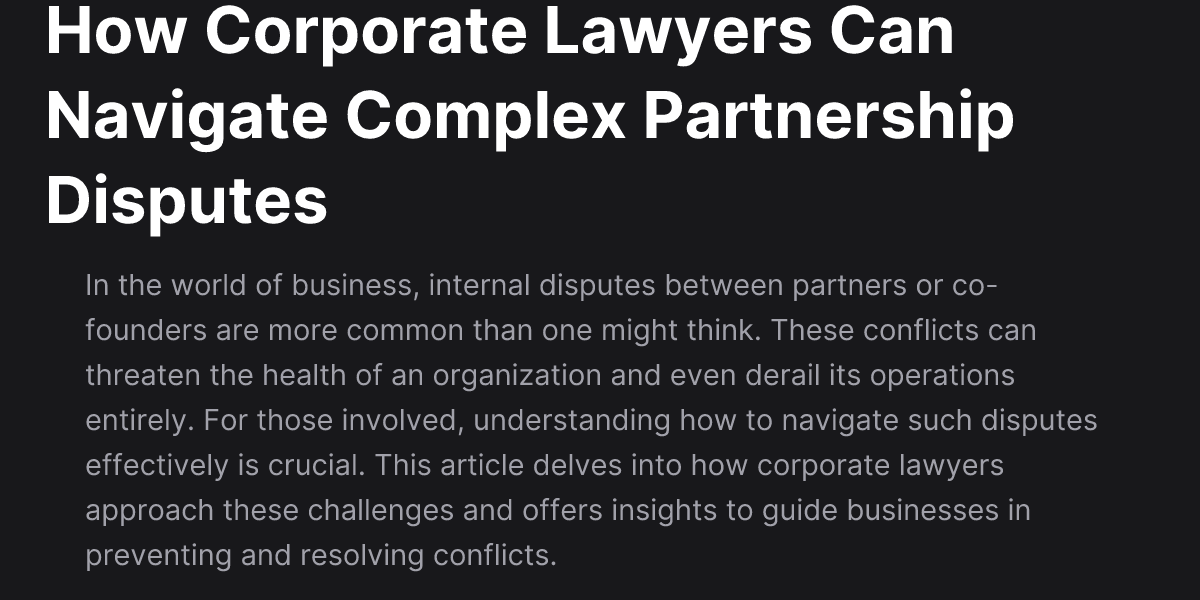 How Corporate Lawyers Can
Navigate Complex Partnership
Disputes
In the world of business, internal disputes between partners or co-
founders are more common than one might think. These conflicts can
threaten the health of an organization and even derail its operations
entirely. For those involved, understanding how to navigate such disputes
effectively is crucial. This article delves into how corporate lawyers
approach these challenges and offers insights to guide businesses in
preventing and resolving conflicts.